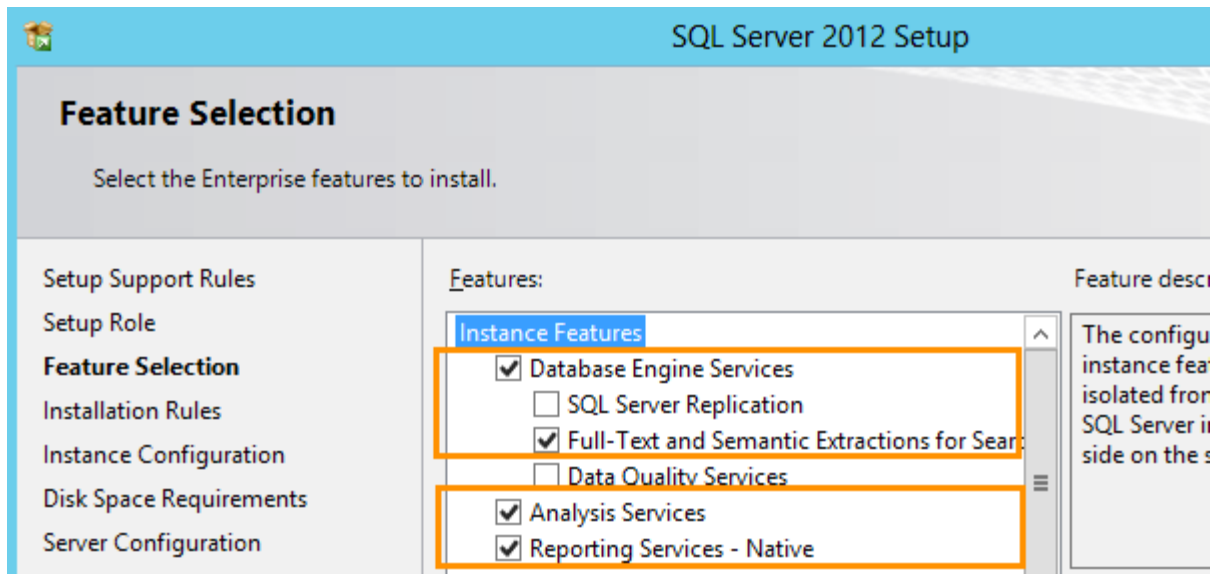 SQL Server 2012 Setup
Feature Selection
Select the Enterprise features to install.
Setup Support Rules
Setup Role
Feature Selection
Installation Rules
Instance Configuration
Disk Space Requirements
Server Configuration
Features:
Instance Features
Database Engine Services
SQL Server Replication
Full-Text and Semantic Extractions for Sear
Data Quality Services
Analysis Services
Reporting Services - Native
Feature descr
The configu
instance fea
isolated from
SQL Server in
side on the s